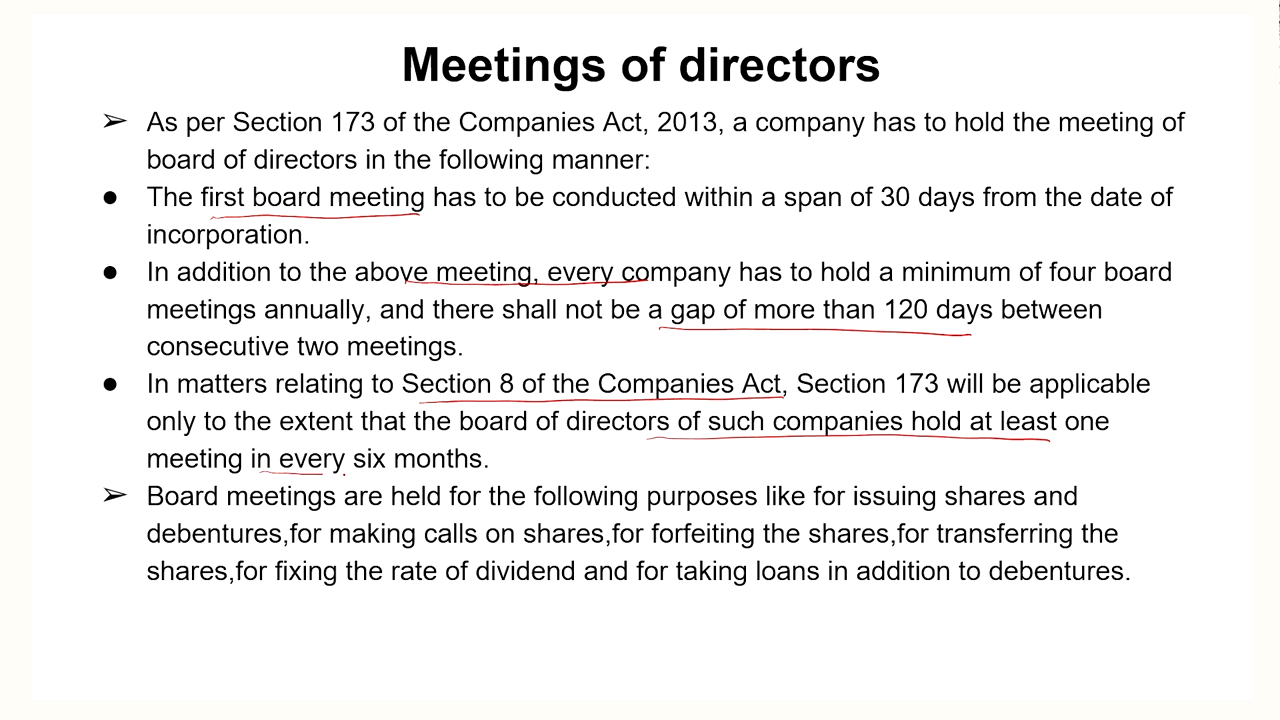 Meetings of directors
➢ As per Section 173 of the Companies Act, 2013, a company has to hold the meeting of
board of directors in the following manner:
● The first board meeting has to be conducted within a span of 30 days from the date of
incorporation.
● In addition to the above meeting, every company has to hold a minimum of four board
meetings annually, and there shall not be a gap of more than 120 days between
consecutive two meetings.
● In matters relating to Section 8 of the Companies Act, Section 173 will be applicable
only to the extent that the board of directors of such companies hold at least one
meeting in every six months.
➢ Board meetings are held for the following purposes like for issuing shares and
debentures,for making calls on shares,for forfeiting the shares,for transferring the
shares,for fixing the rate of dividend and for taking loans in addition to debentures.